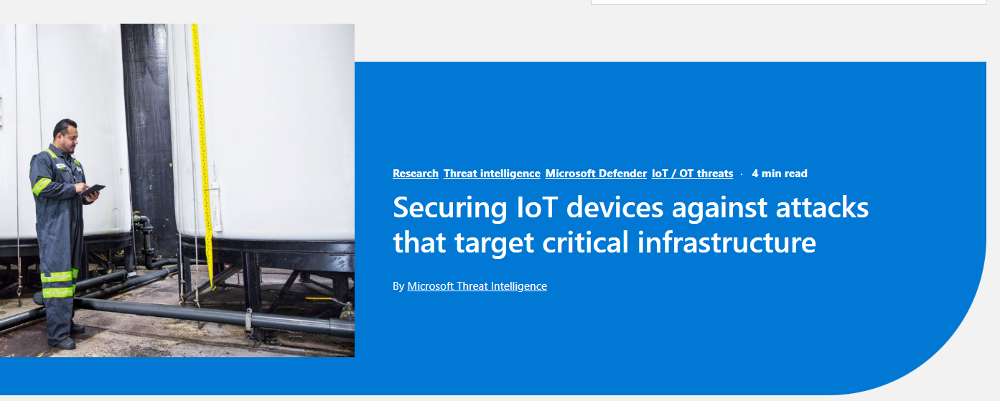 Research Threat intelligence Microsoft Defender IoT / OT threats · 4 min read
Securing IoT devices against attacks
that target critical infrastructure
By Microsoft Threat Intelligence